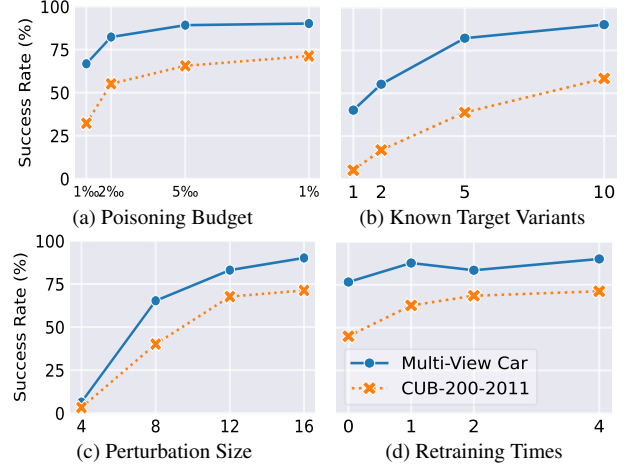 100
75
50
25
0
Success Rate (%)
1‰ 2‰ 5‰ 1%
1 2 5 10
(a) Poisoning Budget
(b) Known Target Variants
100
75
50
25
0
Success Rate (%)
Multi-View Car
CUB-200-2011
4 8 12 16
0 1 2 4
(c) Perturbation Size
(d) Retraining Times